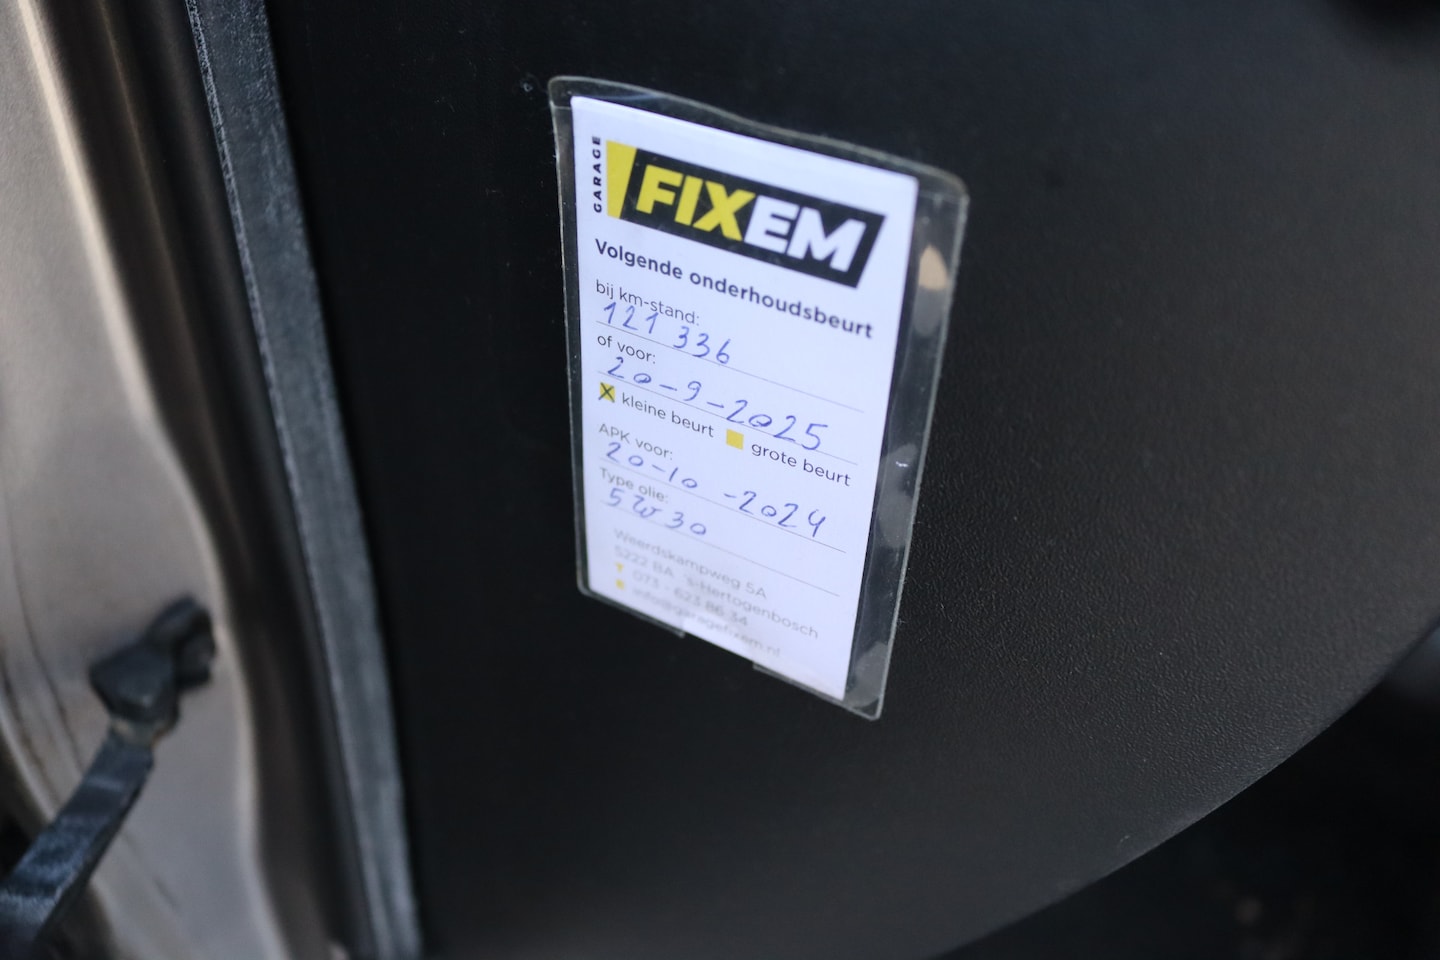 GARAGE
FIXEM
Volgende onderhoudsbeurt
bij km-stand:
121 336
of voor:
20-9-2025
X kleine beurt grote beurt
APK voor:
20-10-2024
Type olie:
5W30
Weerdskampweg 5A
5222 BA 's-Hertogenbosch
T 073 - 623 86 34
E info@garagefixem.nl